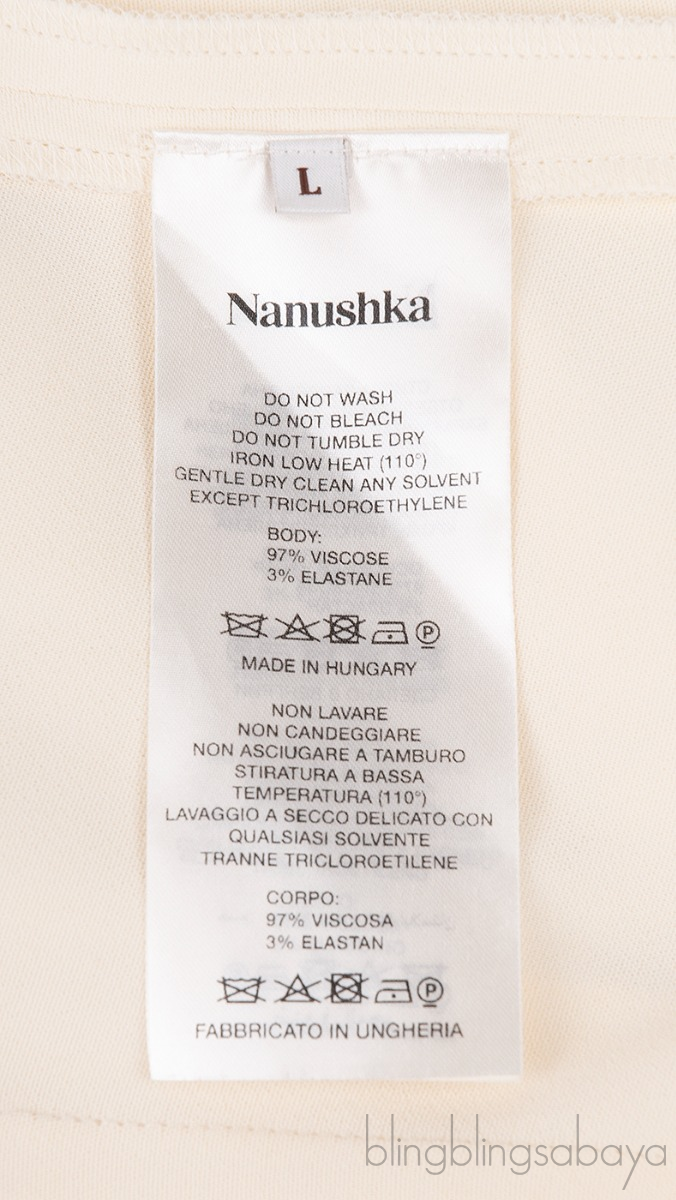 L
Nanushka
DO NOT WASH
DO NOT BLEACH
DO NOT TUMBLE DRY
IRON LOW HEAT (110°)
GENTLE DRY CLEAN ANY SOLVENT
EXCEPT TRICHLOROETHYLENE
BODY:
97% VISCOSE
3% ELASTANE
P
MADE IN HUNGARY
NON LAVARE
NON CANDEGGIARE
NON ASCIUGARE A TAMBURO
STIRATURA A BASSA
TEMPERATURA (110°)
LAVAGGIO A SECCO DELICATO CON
QUALSIASI SOLVENTE
TRANNE TRICLOROETILENE
CORPO:
97% VISCOSA
3% ELASTAN
P
FABBRICATO IN UNGHERIA
blingblingsabaya